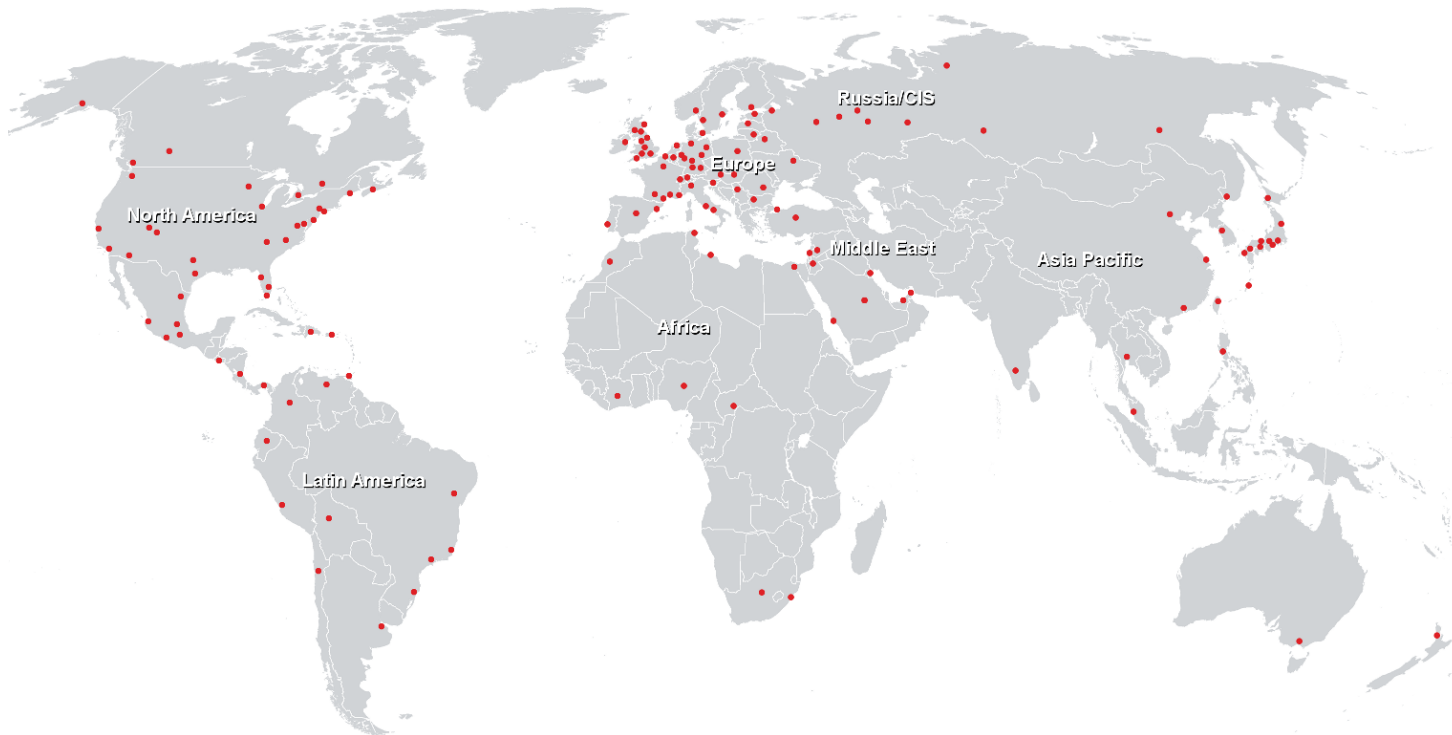 Russia/CIS
Europe
North America
Middle East
Asia Pacific
Africa
Latin America